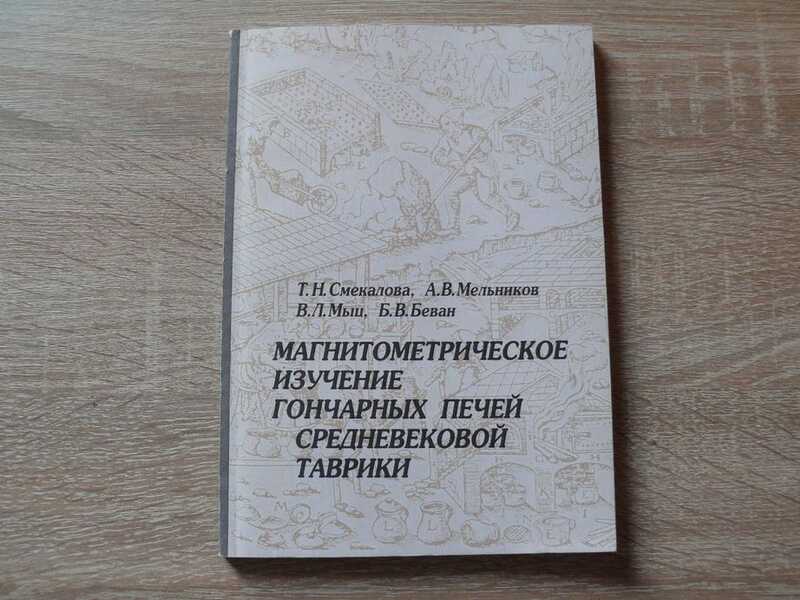 Т.Н.Смекалова, А.В.Мельников
В.Л.Мыц, Б.В.Беван
МАГНИТОМЕТРИЧЕСКОЕ
ИЗУЧЕНИЕ
ГОНЧАРНЫХ ПЕЧЕЙ
СРЕДНЕВЕКОВОЙ
ТАВРИКИ